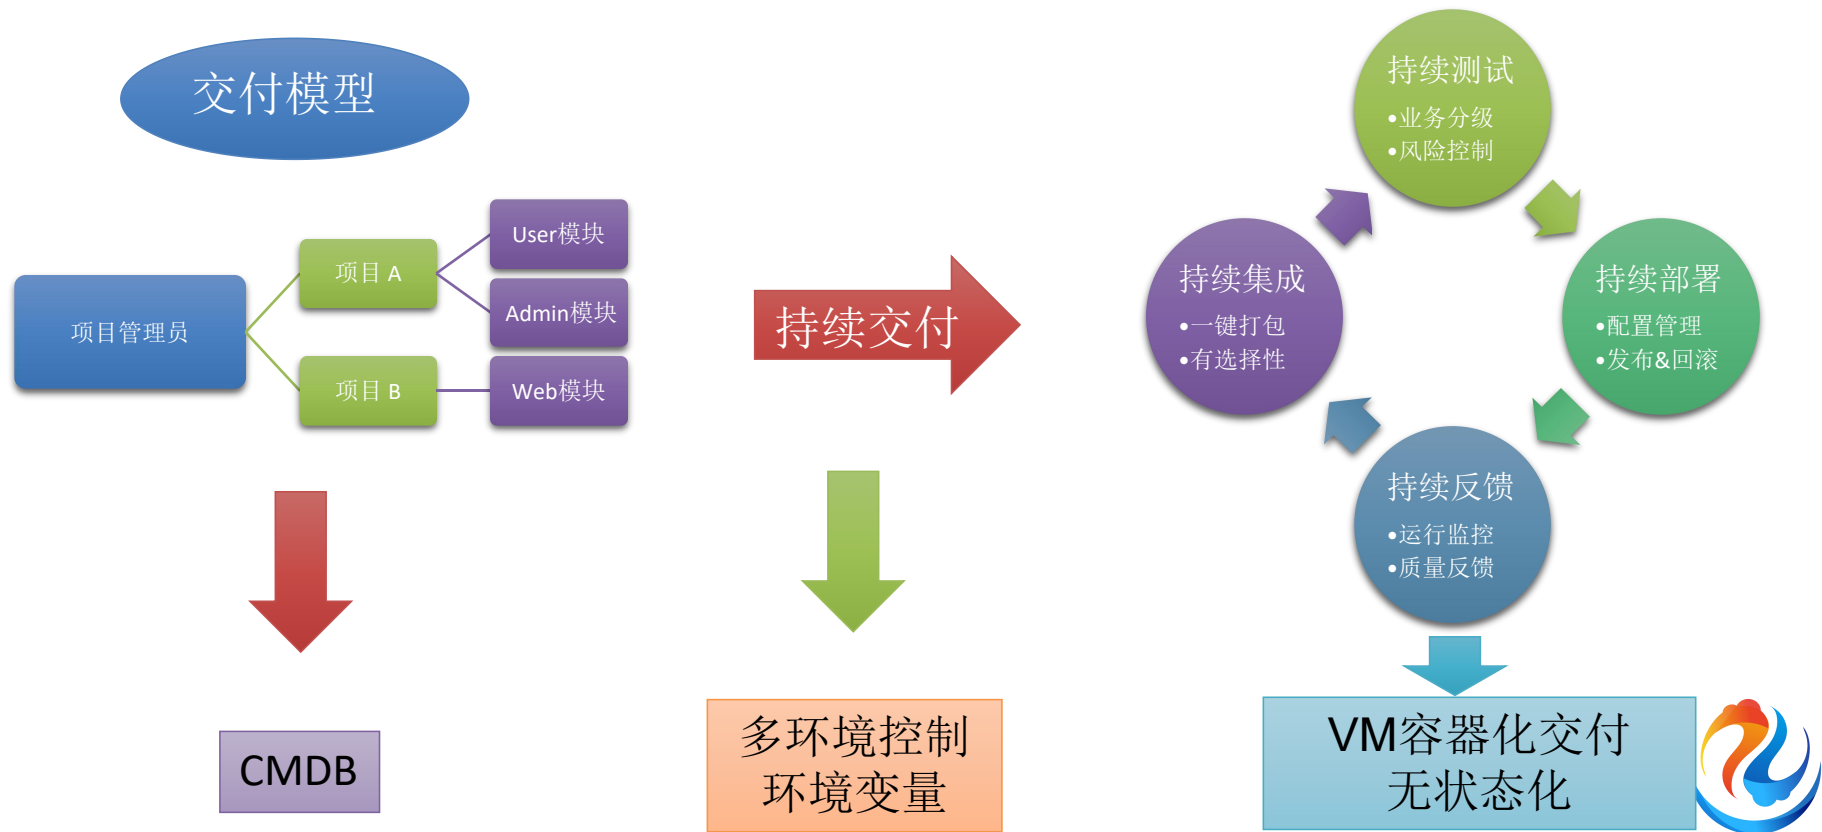 交付模型
项目管理员
项目 A
项目 B
User模块
Admin模块
Web模块
CMDB
持续交付
多环境控制
环境变量
持续测试
•业务分级
•风险控制
持续集成
•一键打包
•有选择性
持续部署
•配置管理
•发布&回滚
持续反馈
•运行监控
•质量反馈
VM容器化交付
无状态化